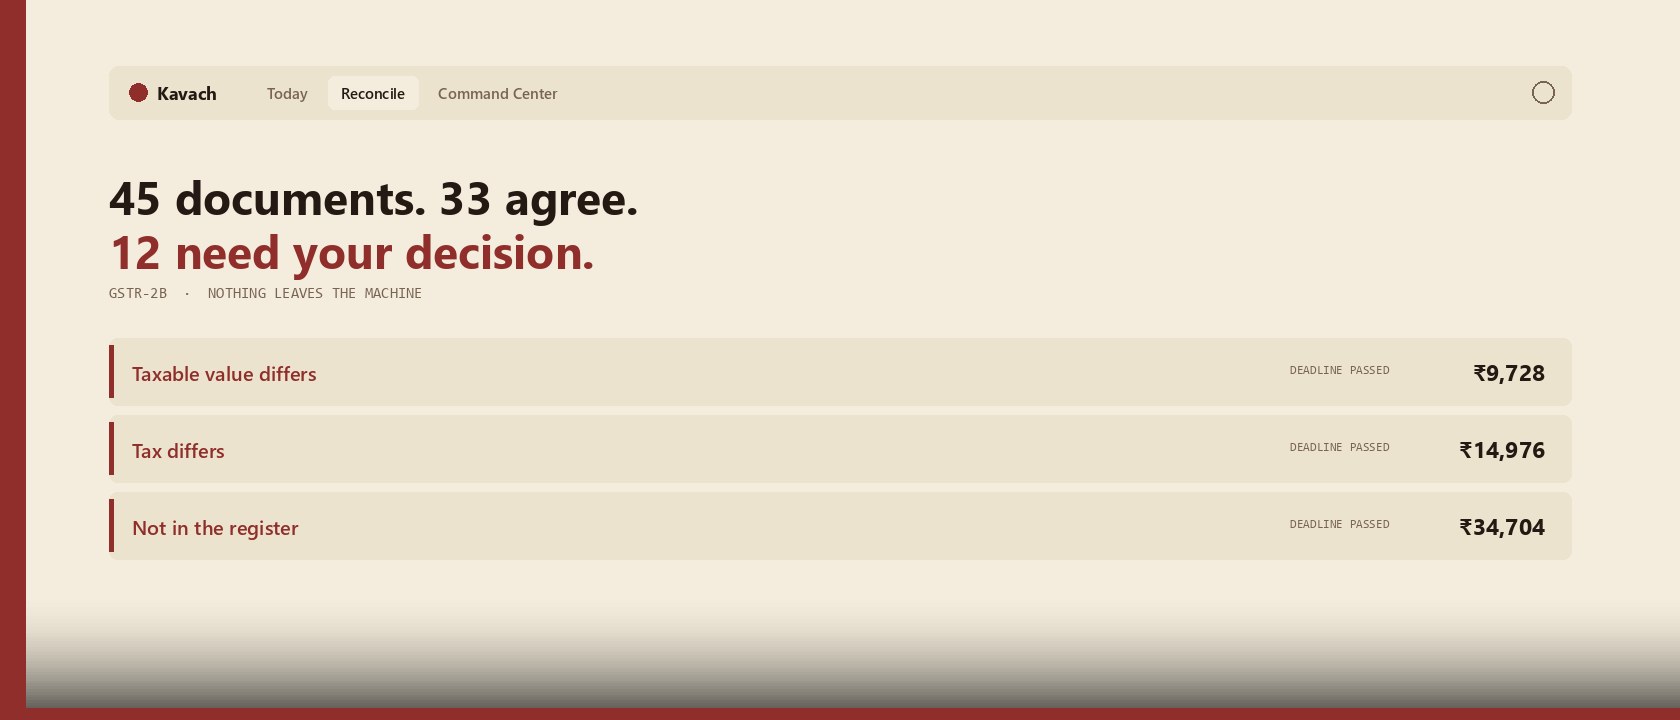 Kavach Today Reconcile Command Center
45 documents. 33 agree.
12 need your decision.
GSTR-2B · NOTHING LEAVES THE MACHINE
Taxable value differs DEADLINE PASSED ₹9,728
Tax differs DEADLINE PASSED ₹14,976
Not in the register DEADLINE PASSED ₹34,704